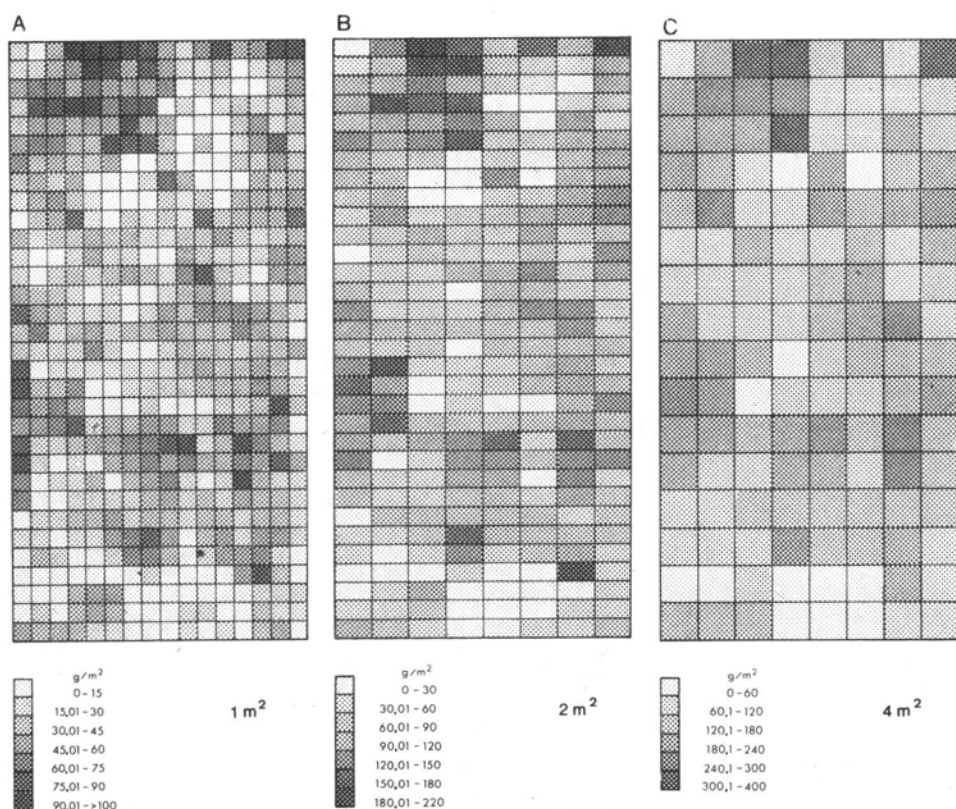 A
B
C
g/m²
0 – 15
15,01 – 30
30,01 – 45
45,01 – 60
60,01 – 75
75,01 – 90
90,01 – >100
1 m²
g/m²
0 – 30
30,01 – 60
60,01 – 90
90,01 – 120
120,01 – 150
150,01 – 180
180,01 – 220
2 m²
g/m²
0 – 60
60,1 – 120
120,1 – 180
180,1 – 240
240,1 – 300
300,1 – 400
4 m²